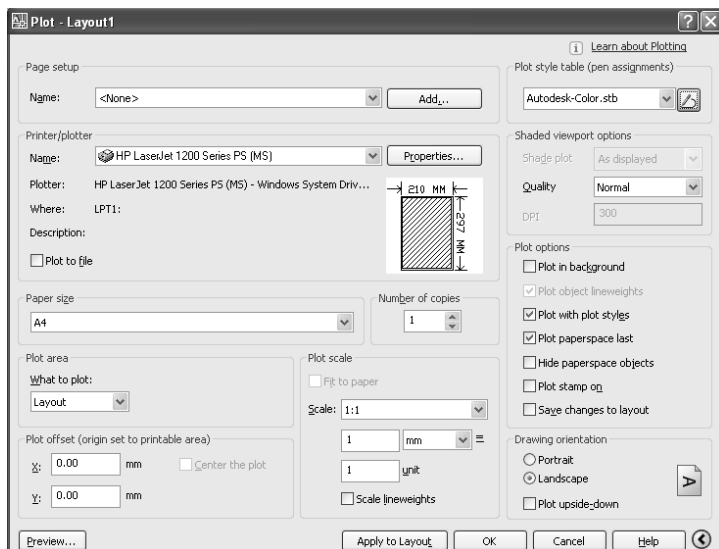 Plot - Layout1
Learn about Plotting
Page setup
Name: <None> Add...
Plot style table (pen assignments)
Autodesk-Color.stb
Printer/plotter
Name: HP LaserJet 1200 Series PS (MS) Properties...
Plotter: HP LaserJet 1200 Series PS (MS) - Windows System Driv...
Where: LPT1:
Description:
Plot to file
210 MM
297 MM
Shaded viewport options
Shade plot As displayed
Quality Normal
DPI 300
Paper size
A4
Number of copies
1
Plot area
What to plot:
Layout
Plot scale
Fit to paper
Scale: 1:1
1 mm =
1 unit
Scale lineweights
Plot offset (origin set to printable area)
X: 0.00 mm Center the plot
Y: 0.00 mm
Plot options
Plot in background
Plot object lineweights
Plot with plot styles
Plot paperspace last
Hide paperspace objects
Plot stamp on
Save changes to layout
Drawing orientation
Portrait
Landscape
Plot upside-down
A
Preview... Apply to Layout OK Cancel Help